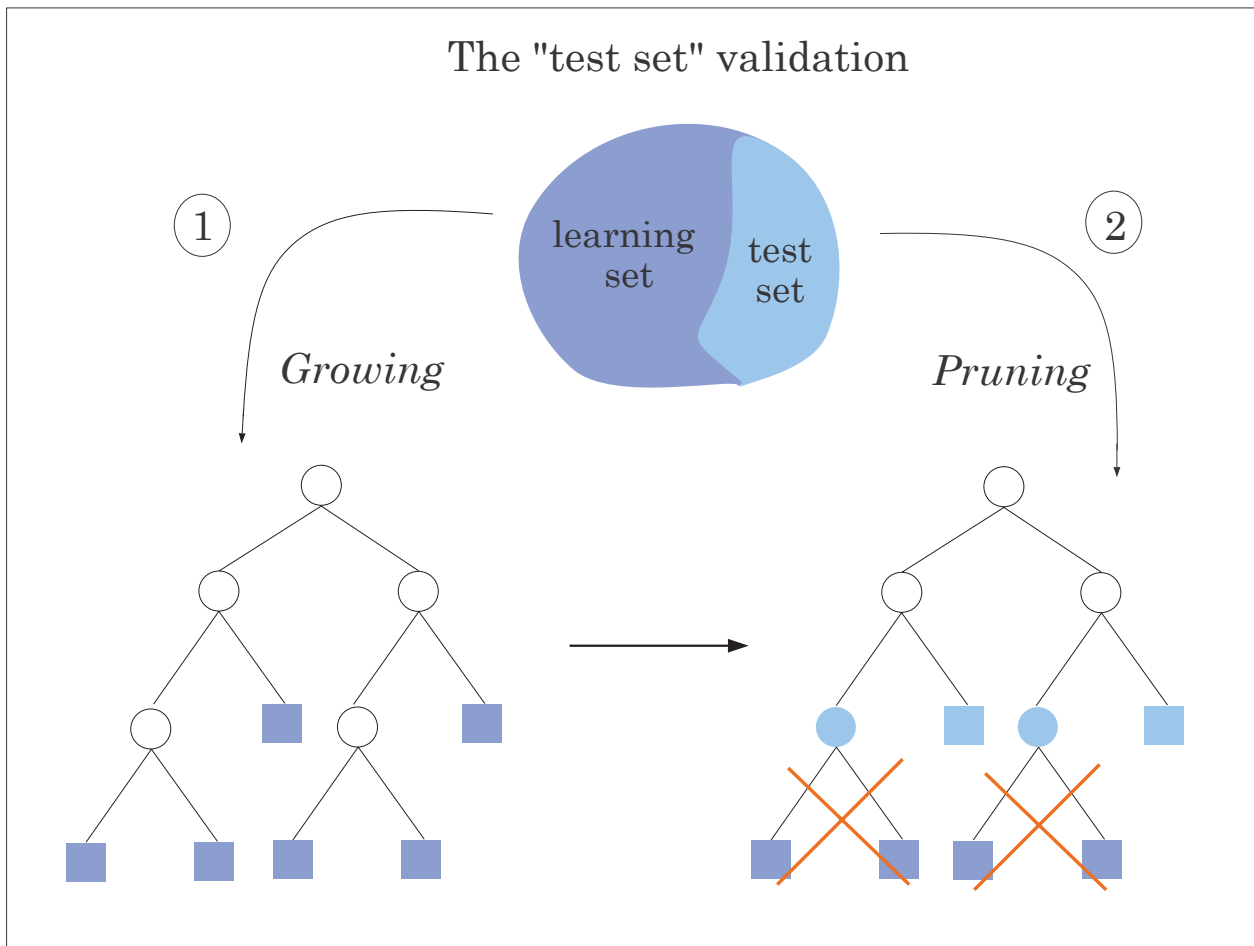 The "test set" validation
1
2
learning
set
test
set
Growing
Pruning